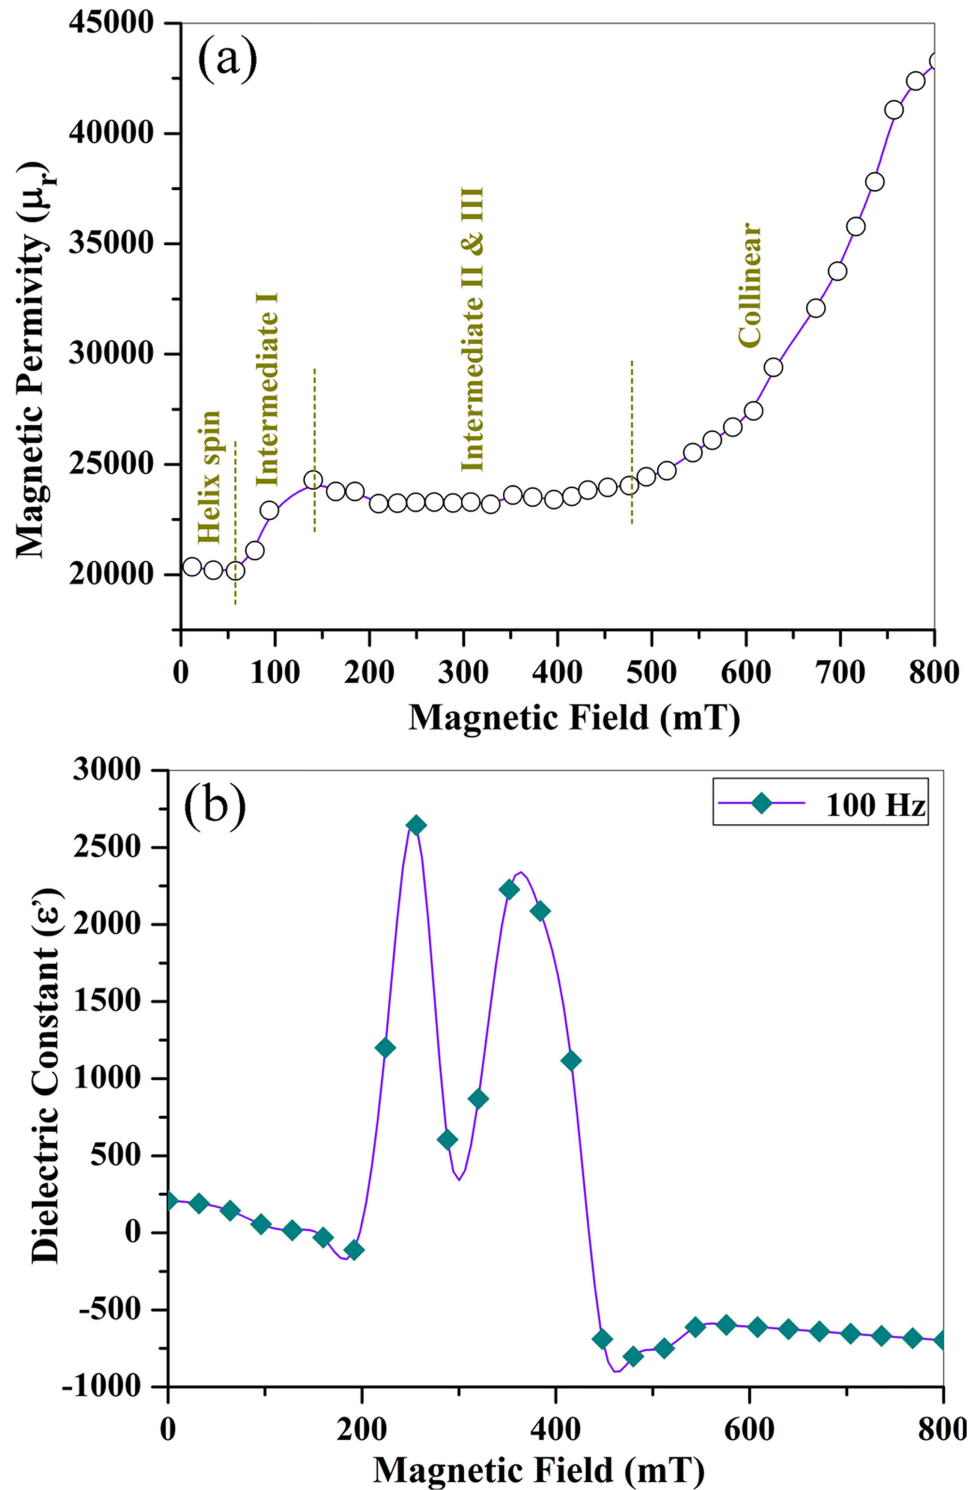 (a)
45000
40000
35000
30000
25000
20000
Magnetic Permivity (μr)
Helix spin
Intermediate I
Intermediate II & III
Collinear
0 100 200 300 400 500 600 700 800
Magnetic Field (mT)
(b)
100 Hz
3000
2500
2000
1500
1000
500
0
-500
-1000
Dielectric Constant (ε’)
0 200 400 600 800
Magnetic Field (mT)